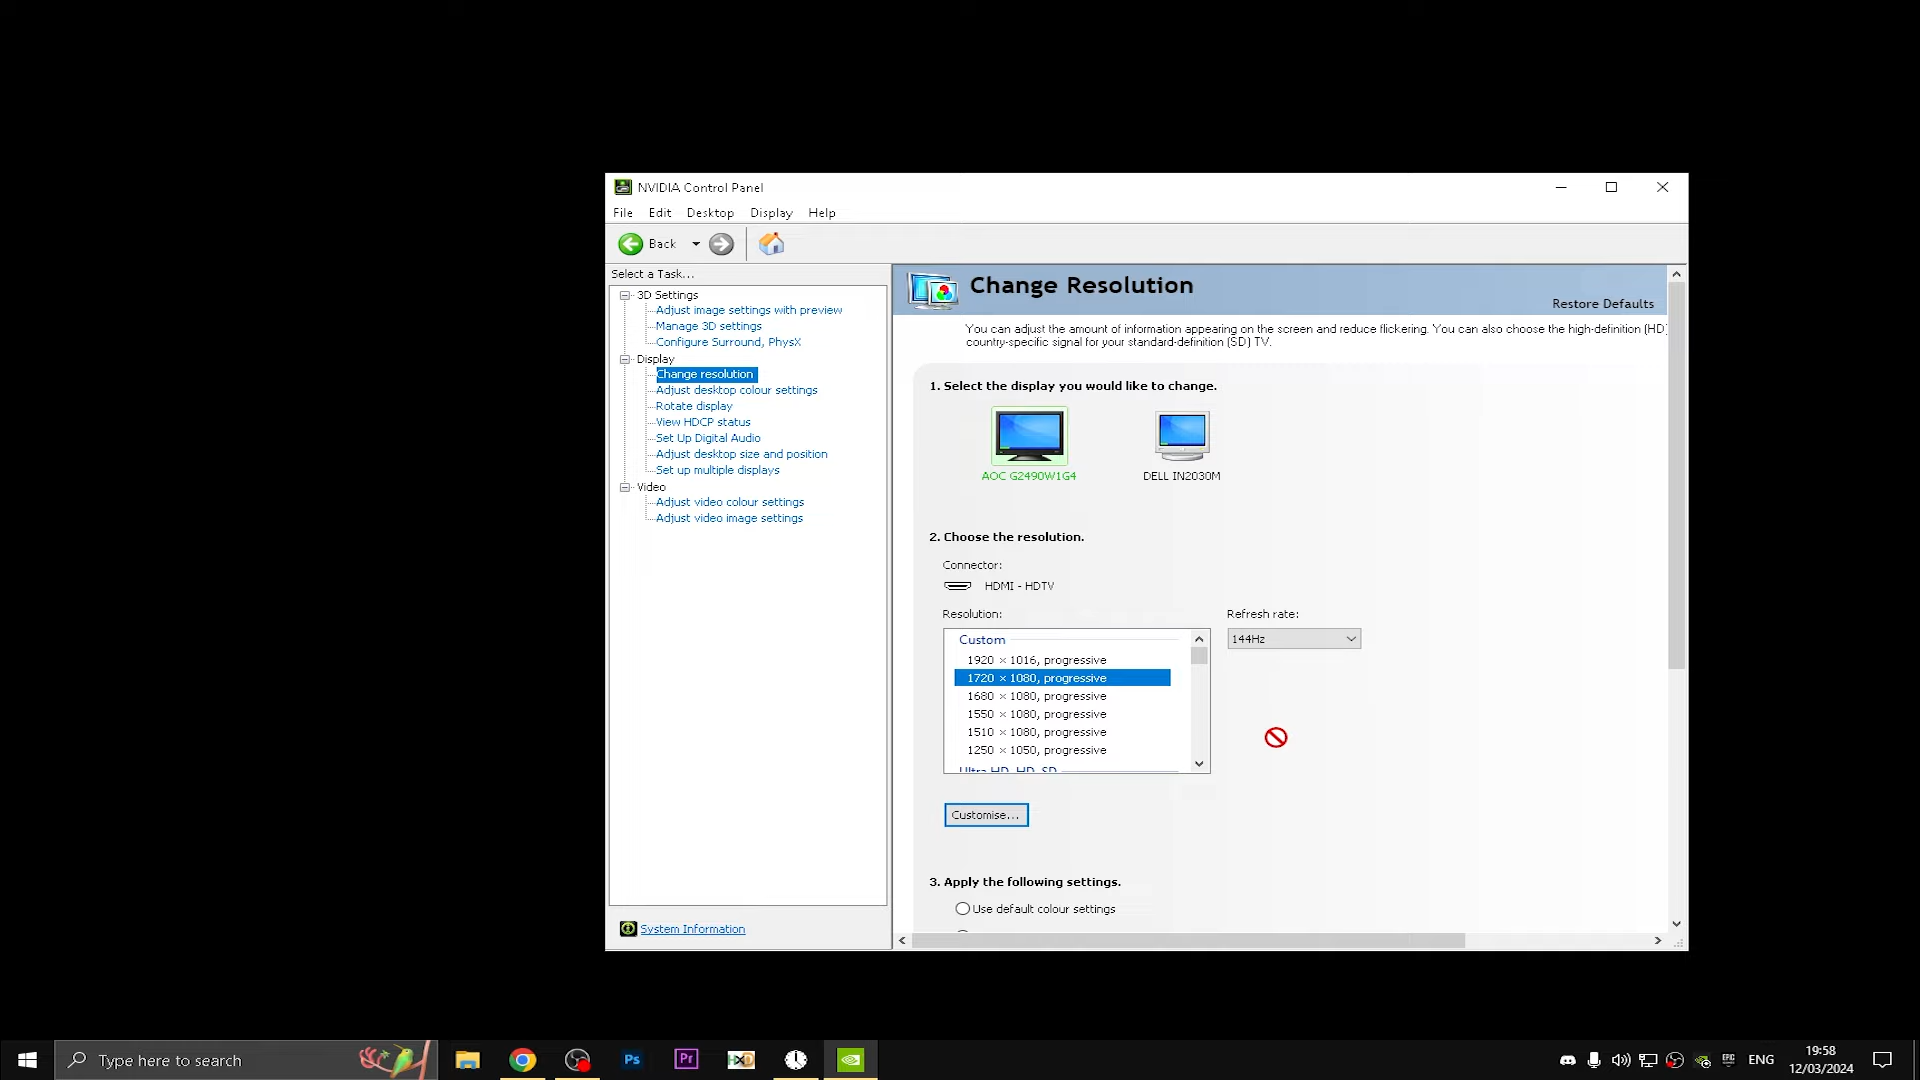 NVIDIA Control Panel
File Edit Desktop Display Help
Back
Select a Task...
3D Settings
Adjust image settings with preview
Manage 3D settings
Configure Surround, PhysX
Display
Change resolution
Adjust desktop colour settings
Rotate display
View HDCP status
Set Up Digital Audio
Adjust desktop size and position
Set up multiple displays
Video
Adjust video colour settings
Adjust video image settings
System Information
Change Resolution
Restore Defaults
You can adjust the amount of information appearing on the screen and reduce flickering. You can also choose the high-definition (HD)
country-specific signal for your standard-definition (SD) TV.
1. Select the display you would like to change.
AOC G2490W1G4 DELL IN2030M
2. Choose the resolution.
Connector:
HDMI - HDTV
Resolution: Refresh rate:
Custom 144Hz
1920 × 1016, progressive
1720 × 1080, progressive
1680 × 1080, progressive
1550 × 1080, progressive
1510 × 1080, progressive
1250 × 1050, progressive
Ultra HD, HD, SD
Customise...
3. Apply the following settings.
Use default colour settings
Type here to search
Ps
Pr
HxD
EPIC
ENG
19:58
12/03/2024